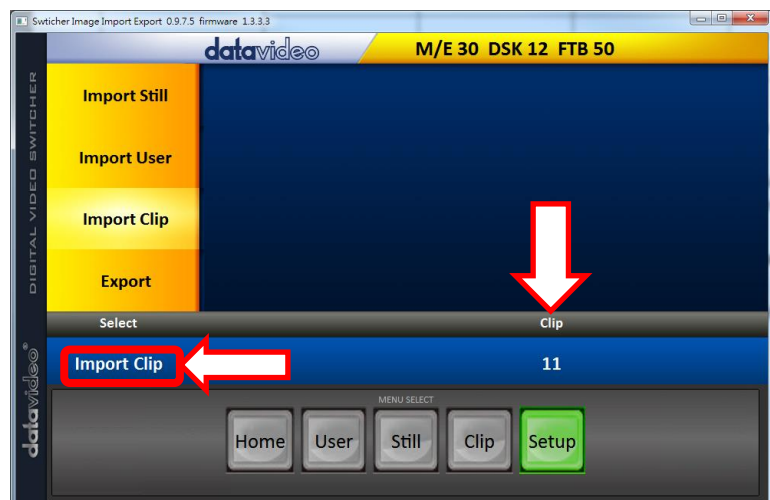 Swticher Image Import Export 0.9.7.5 firmware 1.3.3.3
datavideo
M/E 30 DSK 12 FTB 50
DIGITAL VIDEO SWITCHER
Import Still
Import User
Import Clip
Export
Select
Clip
Import Clip
11
datavideo®
MENU SELECT
Home
User
Still
Clip
Setup